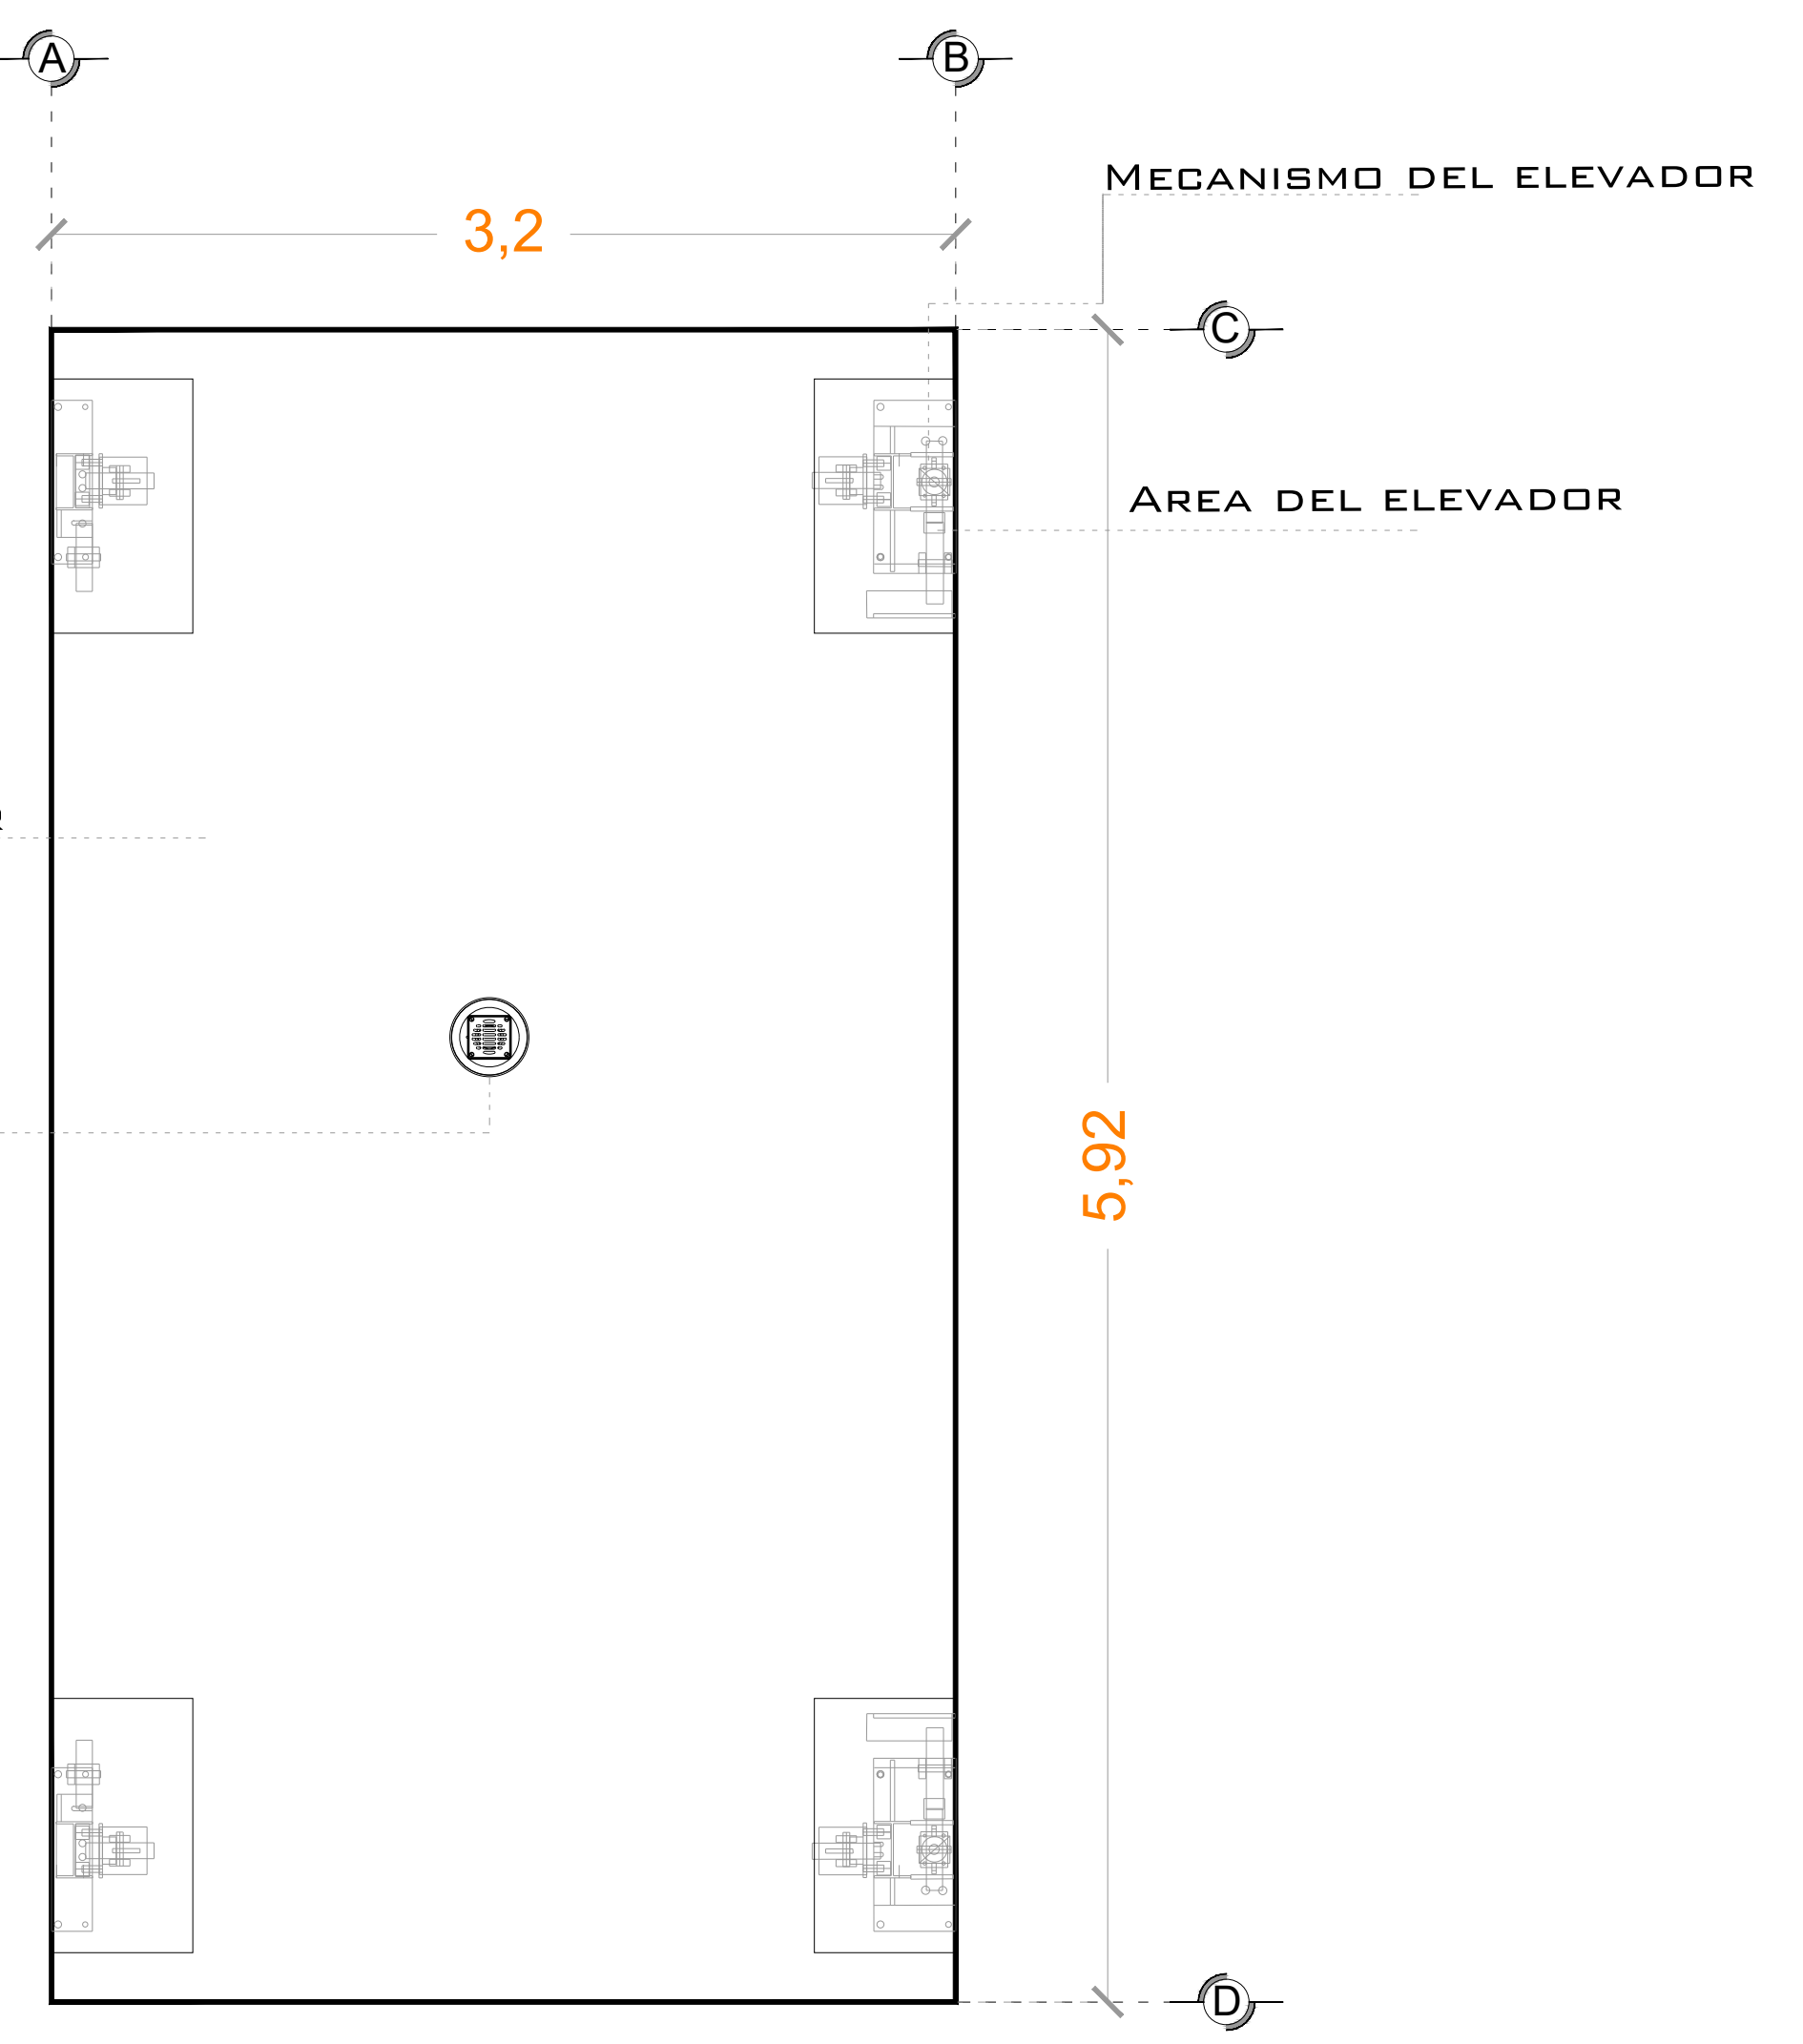 A
B
MECANISMO DEL ELEVADOR
3,2
C
AREA DEL ELEVADOR
5,92
D